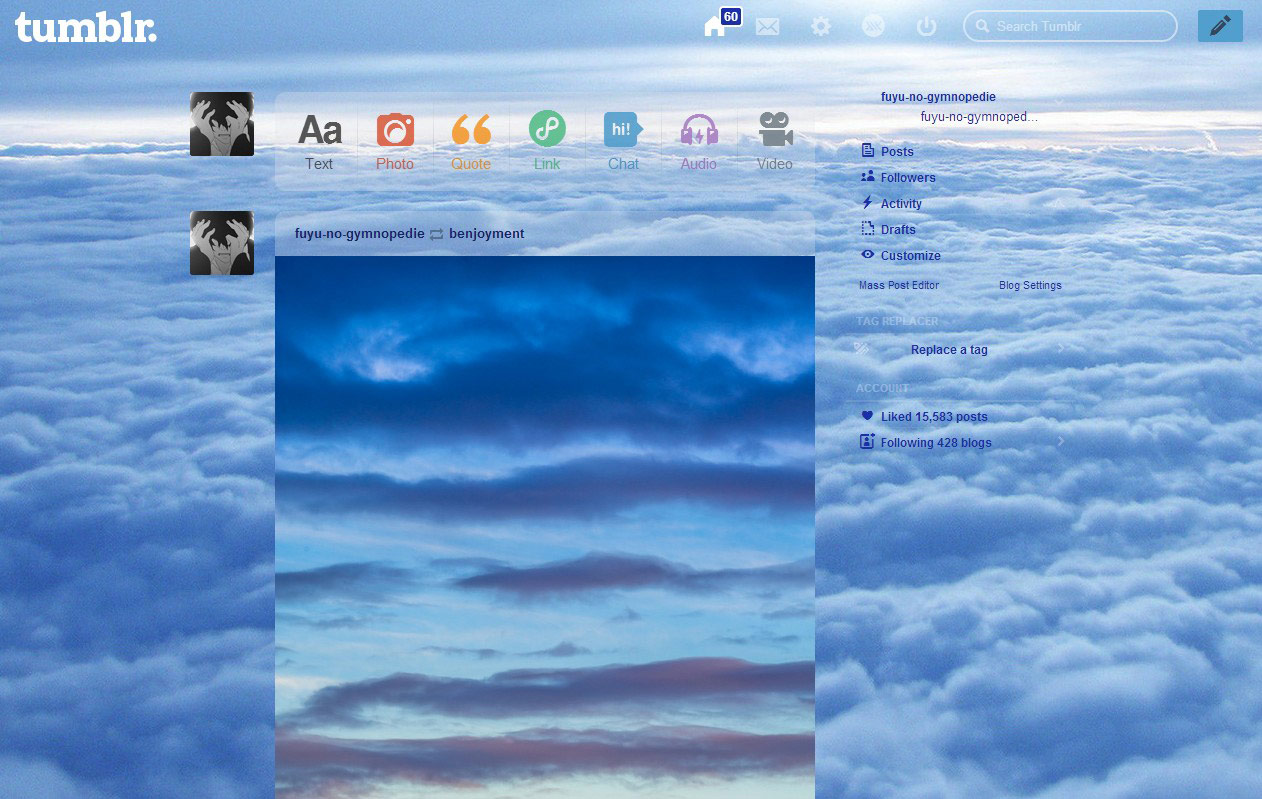 tumblr.
60
Search Tumblr
Aa
Text
Photo
Quote
Link
hi!
Chat
Audio
Video
fuyu-no-gymnopedie
fuyu-no-gymnoped...
Posts
Followers
Activity
Drafts
Customize
Mass Post Editor
Blog Settings
TAG REPLACER
Replace a tag
ACCOUNT
Liked 15,583 posts
Following 428 blogs
fuyu-no-gymnopedie benjoyment